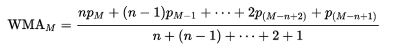 WMA_M = \frac{np_M + (n-1)p_{M-1} + \cdots + 2p_{(M-n+2)} + p_{(M-n+1)}}{n + (n-1) + \cdots + 2 + 1}